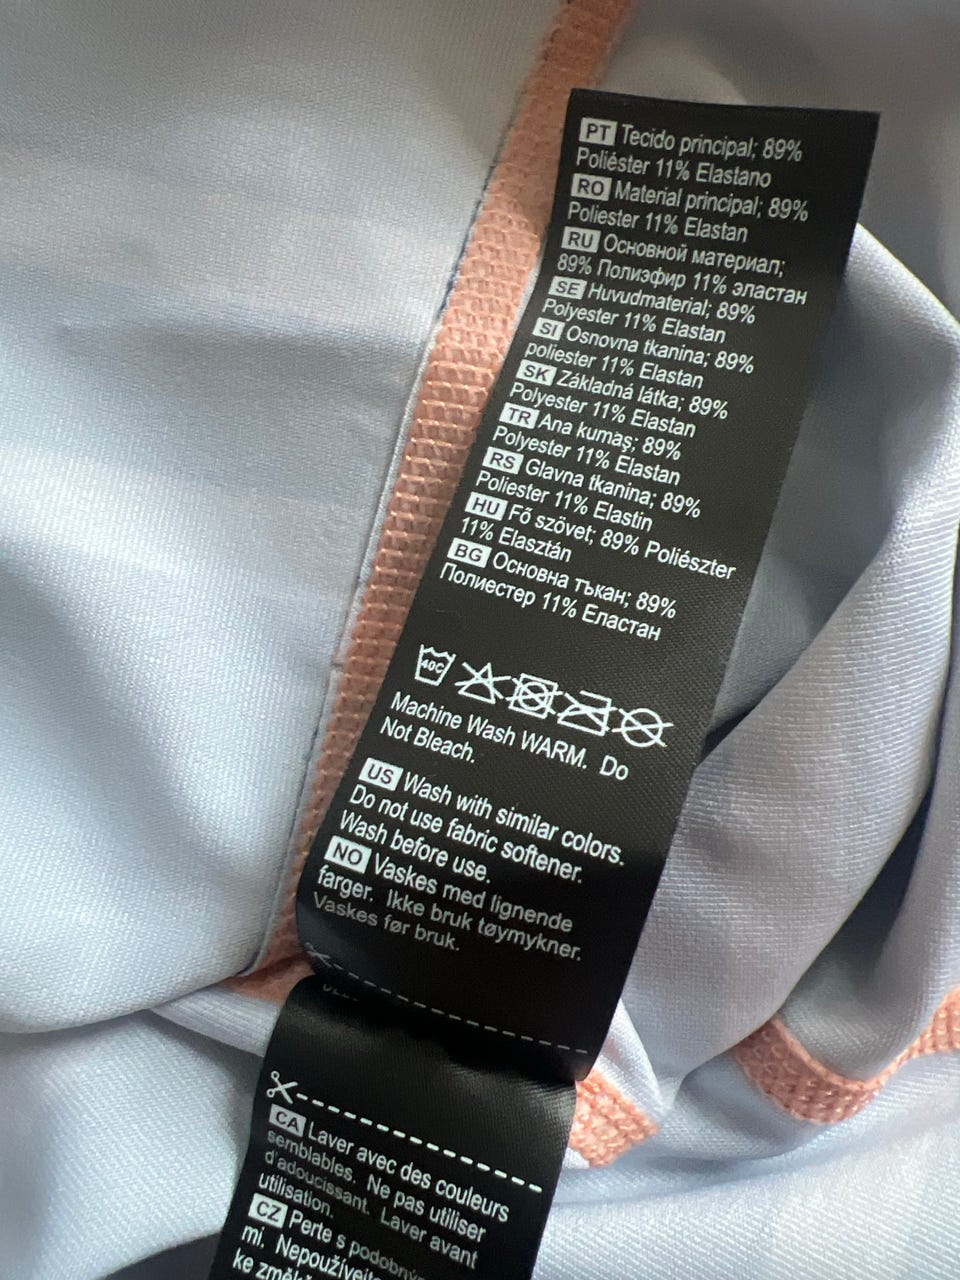 PT Tecido principal; 89%
Poliéster 11% Elastano
RO Material principal; 89%
Poliester 11% Elastan
RU Основной материал;
89% Полиэфир 11% эластан
SE Huvudmaterial; 89%
Polyester 11% Elastan
SI Osnovna tkanina; 89%
poliester 11% Elastan
SK Základná látka; 89%
Polyester 11% Elastan
TR Ana kumaş; 89%
Polyester 11% Elastan
RS Glavna tkanina; 89%
Poliester 11% Elastin
HU Fő szövet; 89% Poliészter
11% Elasztán
BG Основна тъкан; 89%
Полиестер 11% Еластан
40C
Machine Wash WARM. Do
Not Bleach.
US Wash with similar colors.
Do not use fabric softener.
Wash before use.
NO Vaskes med lignende
farger. Ikke bruk tøymykner.
Vaskes før bruk.
CA Laver avec des couleurs
semblables. Ne pas utiliser
d'adoucissant. Laver avant
utilisation.
CZ Perte s podobný
mi. Nepoužívejte
ke